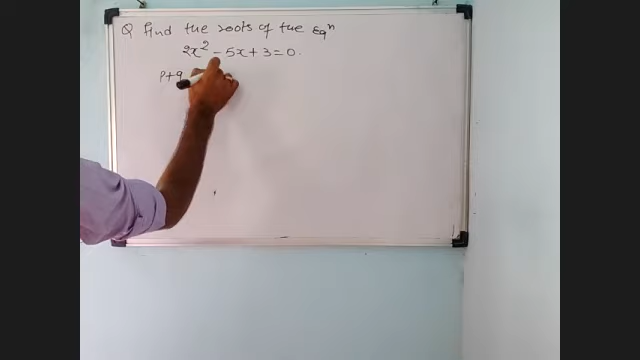 Q Find the roots of the Eqⁿ
2x² - 5x + 3 = 0.
p+q